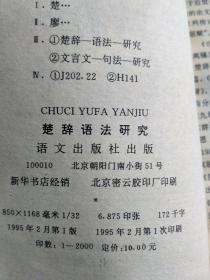 Ⅰ.楚…
Ⅱ.廖…
Ⅲ.①楚辞—语法—研究
②文言文—句法—研究
Ⅳ.①J202.22 ②H141
CHUCI YUFA YANJIU
楚辞语法研究
语文出版社出版
100010 北京朝阳门南小街51号
新华书店经销 北京密云胶印厂印刷
850×1168毫米1/32 6.875印张 172千字
1995年2月第1版 1995年2月第1次印刷
印数:1—2000 定价:10.00元